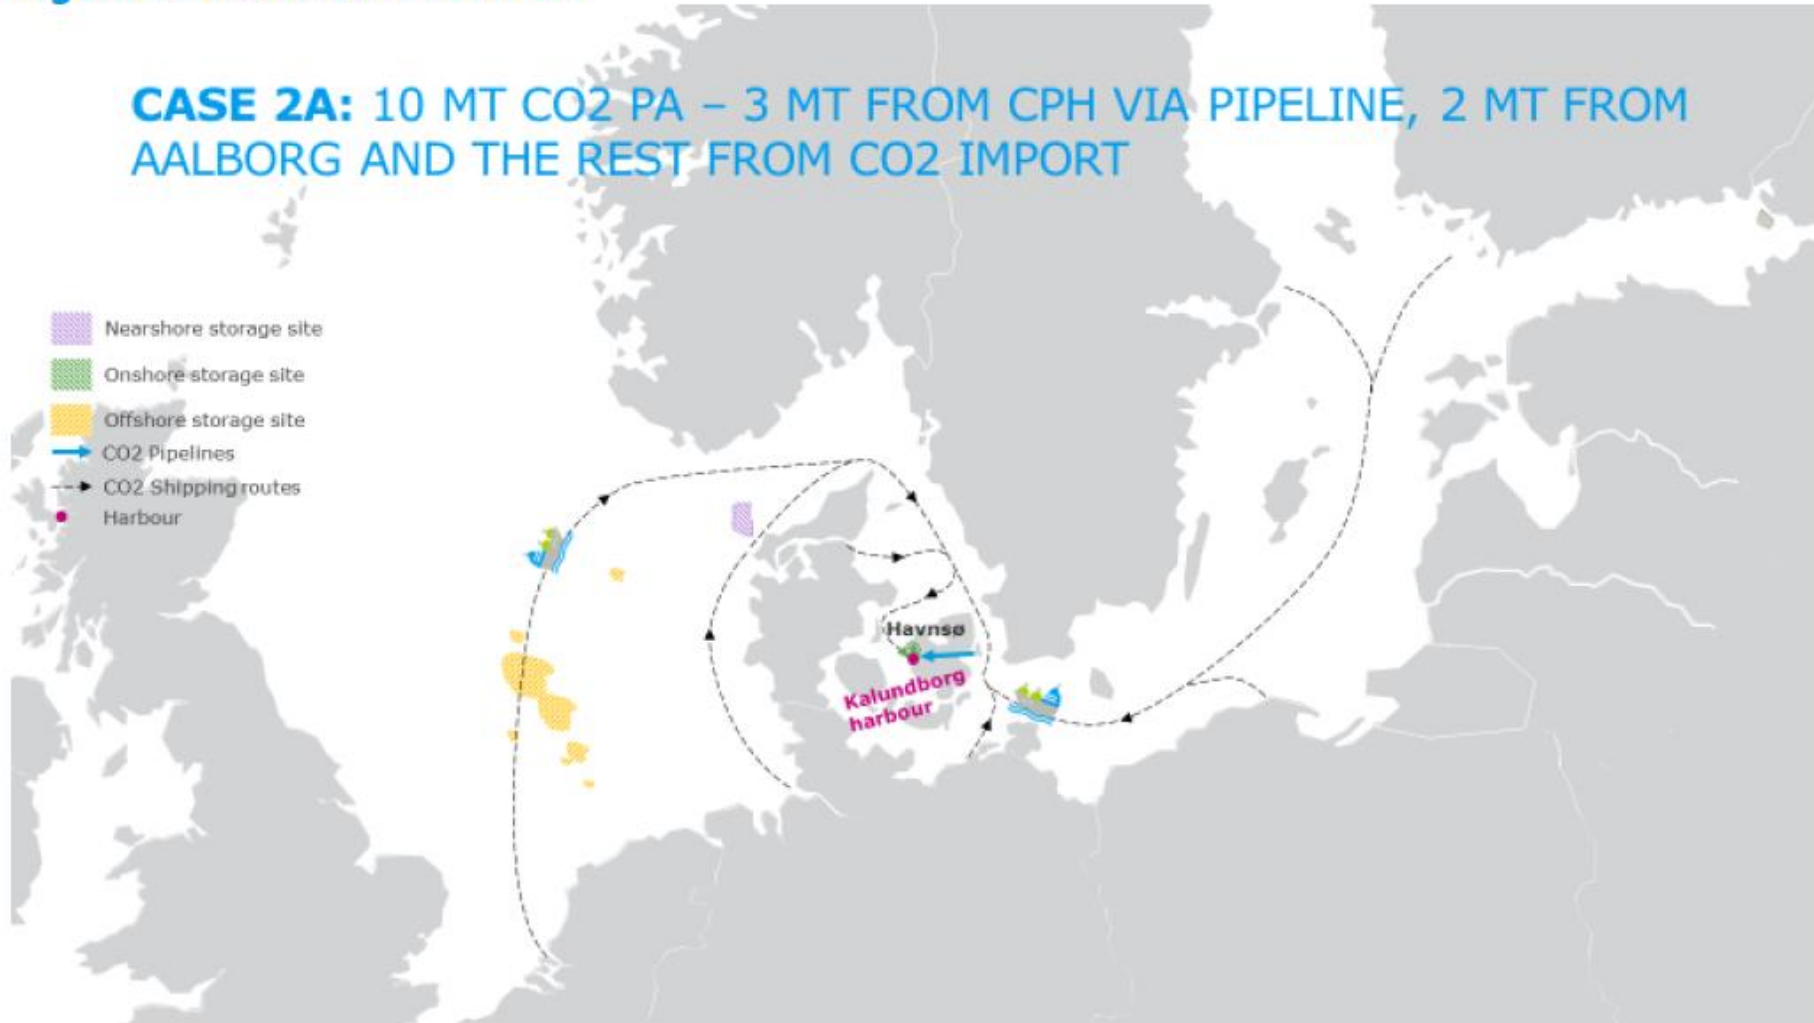 CASE 2A: 10 MT CO2 PA – 3 MT FROM CPH VIA PIPELINE, 2 MT FROM
AALBORG AND THE REST FROM CO2 IMPORT
Nearshore storage site
Onshore storage site
Offshore storage site
CO2 Pipelines
CO2 Shipping routes
Harbour
Havnsø
Kalundborg
harbour